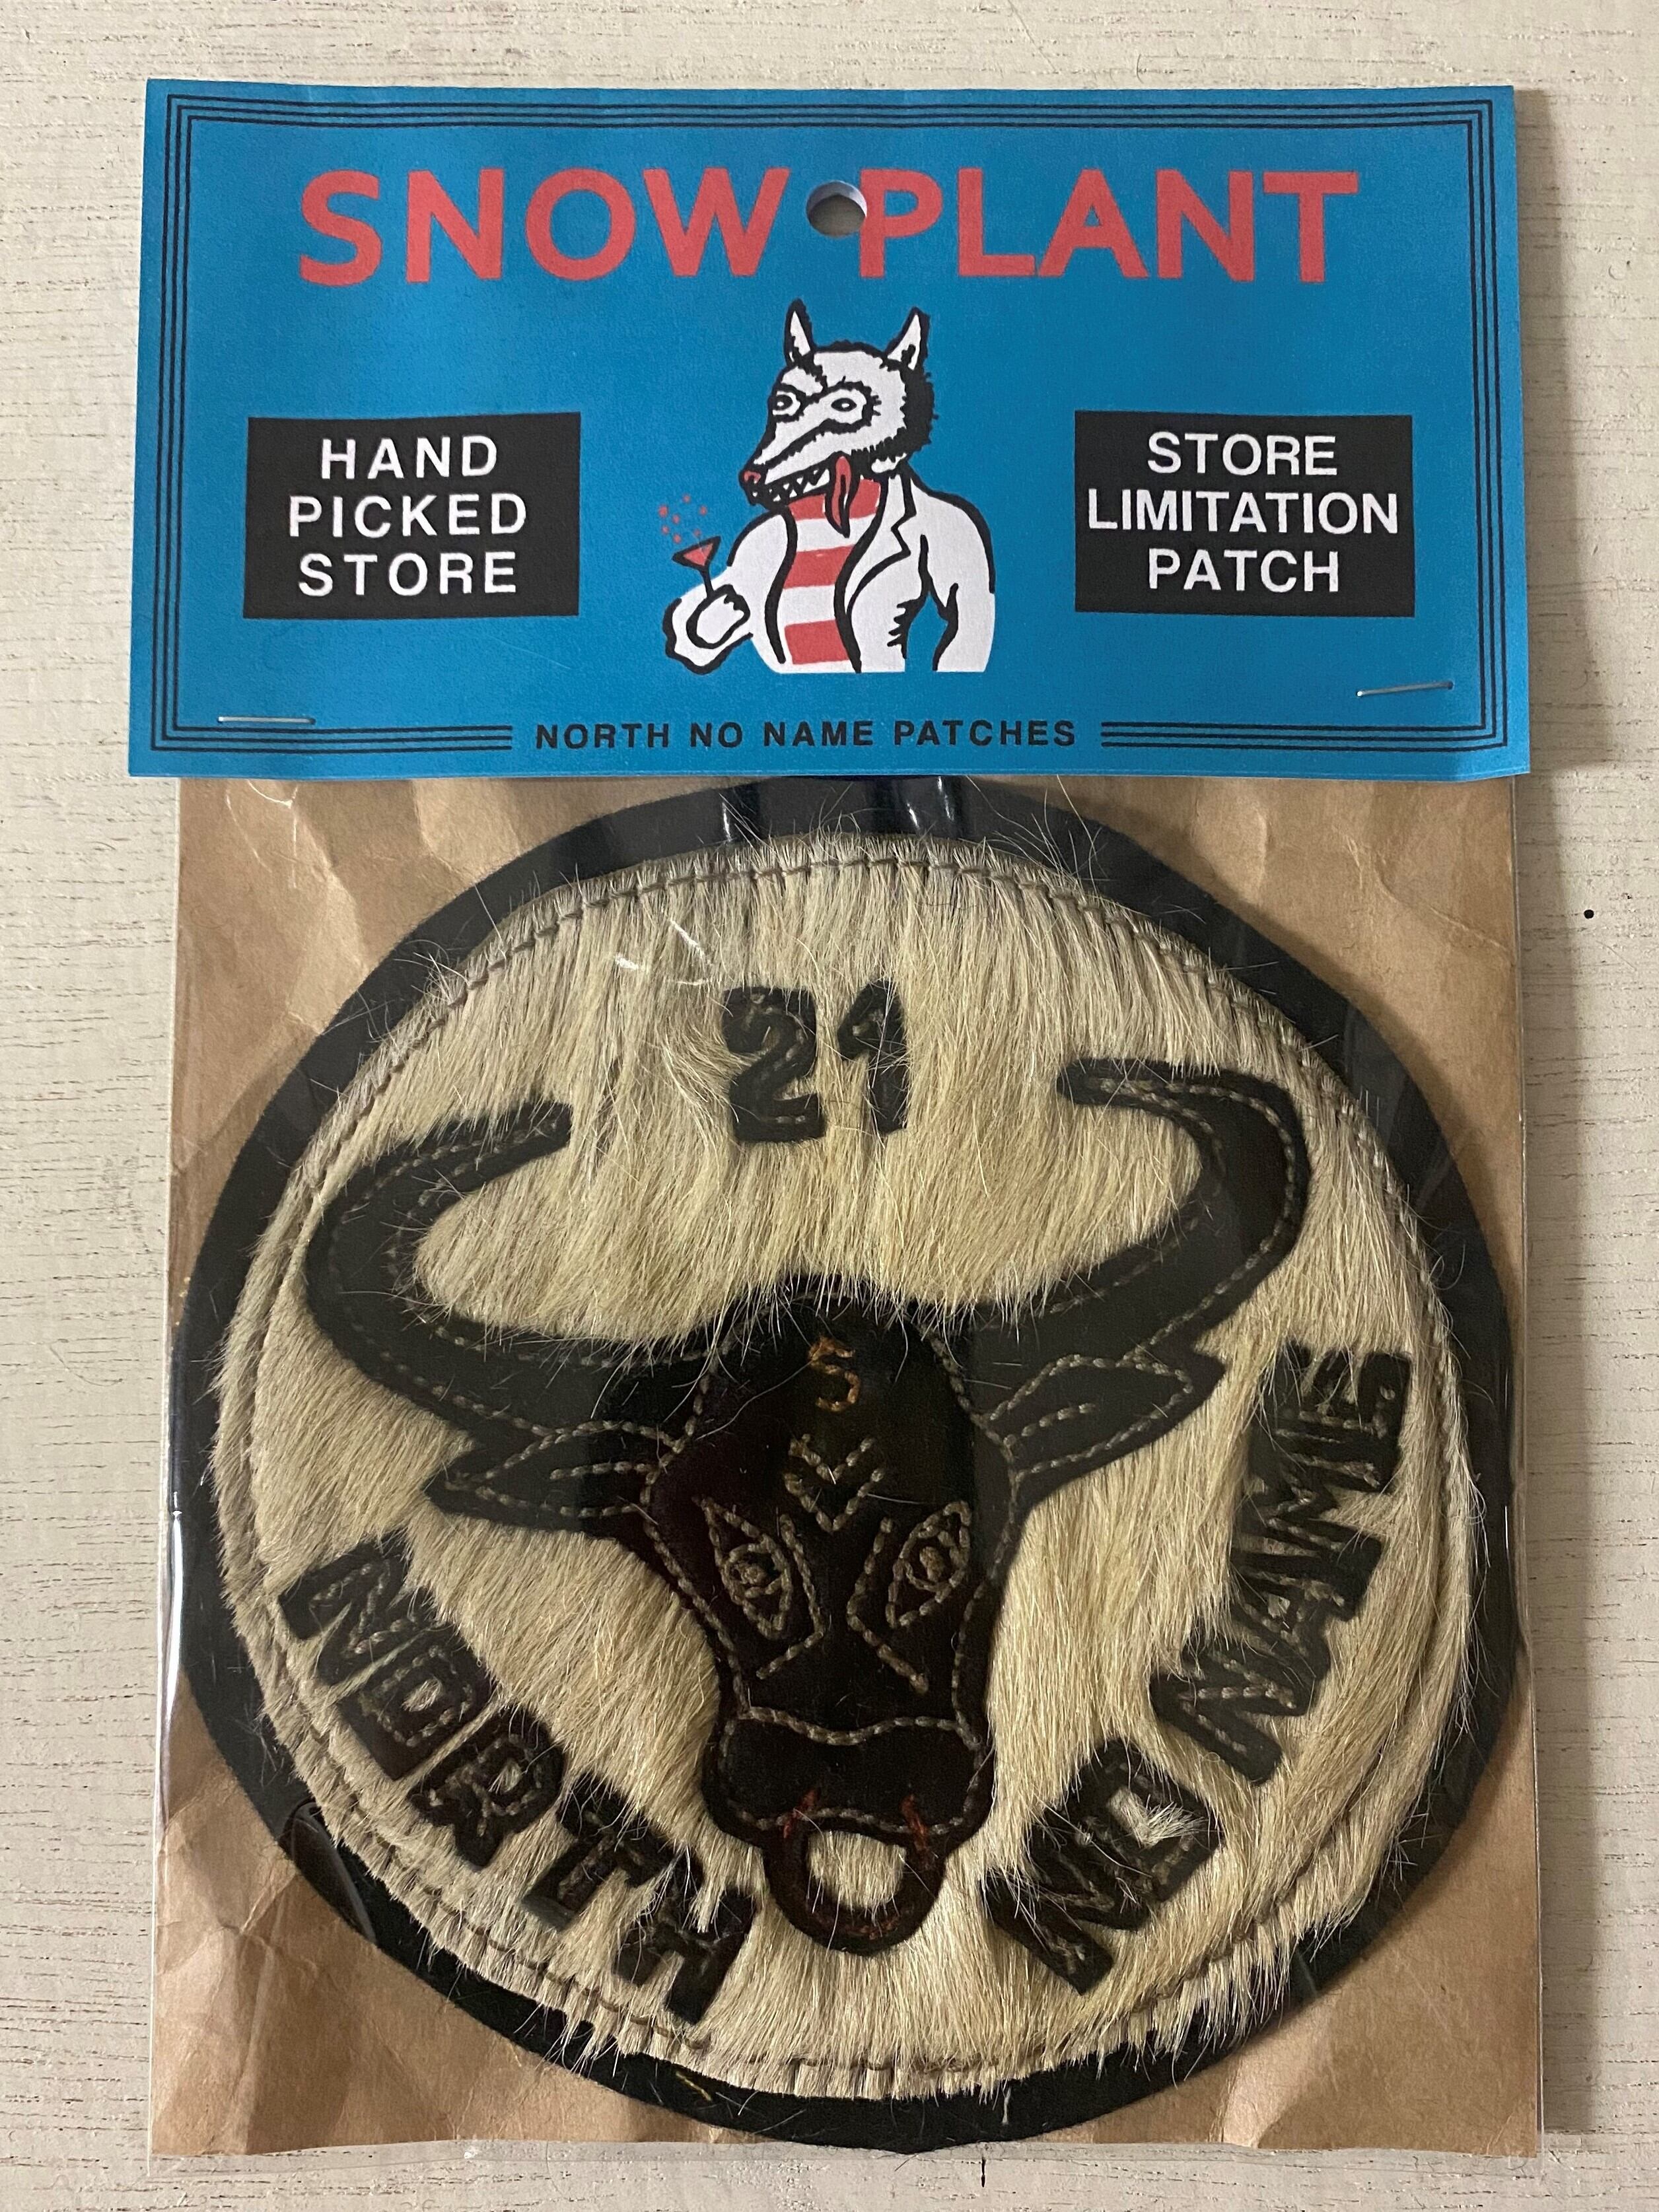 SNOW PLANT
HAND
PICKED
STORE
STORE
LIMITATION
PATCH
NORTH NO NAME PATCHES
21
5
NORTH
NO NAME